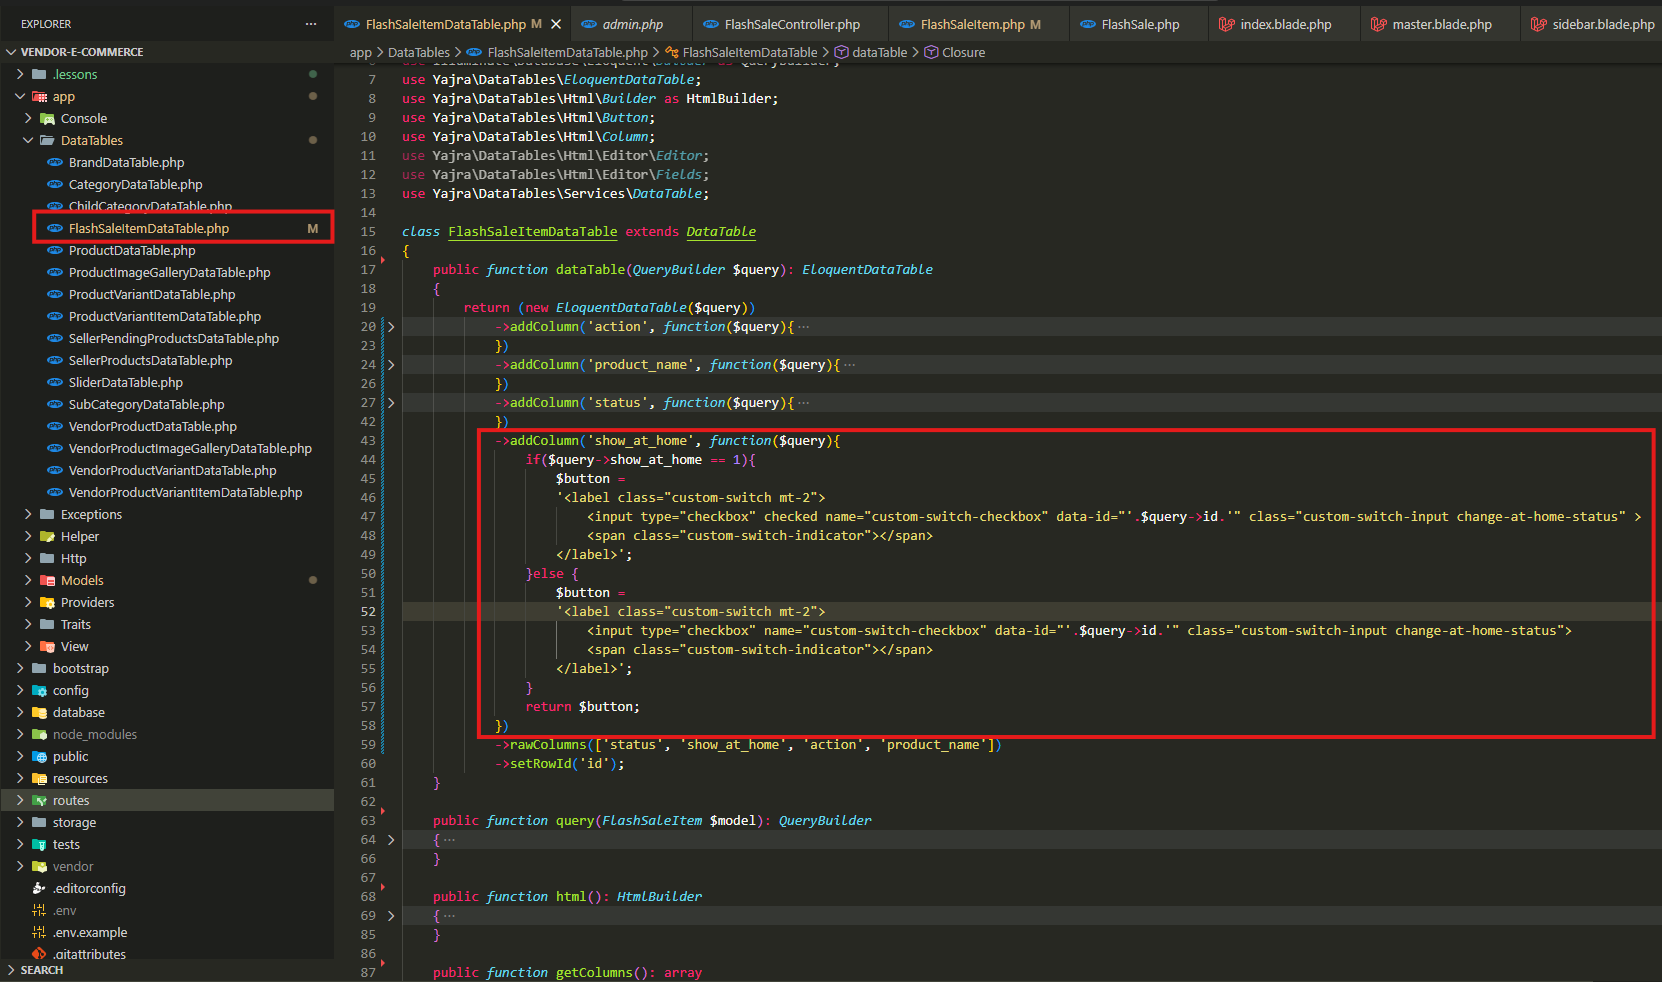 EXPLORER
VENDOR-E-COMMERCE
.lessons
app
Console
DataTables
BrandDataTable.php
CategoryDataTable.php
ChildCategoryDataTable.php
FlashSaleItemDataTable.php M
ProductDataTable.php
ProductImageGalleryDataTable.php
ProductVariantDataTable.php
ProductVariantItemDataTable.php
SellerPendingProductsDataTable.php
SellerProductsDataTable.php
SliderDataTable.php
SubCategoryDataTable.php
VendorProductDataTable.php
VendorProductImageGalleryDataTable.php
VendorProductVariantDataTable.php
VendorProductVariantItemDataTable.php
Exceptions
Helper
Http
Models
Providers
Traits
View
bootstrap
config
database
node_modules
public
resources
routes
storage
tests
vendor
.editorconfig
.env
.env.example
.gitattributes
SEARCH
FlashSaleItemDataTable.php M
admin.php
FlashSaleController.php
FlashSaleItem.php M
FlashSale.php
index.blade.php
master.blade.php
sidebar.blade.php
app > DataTables > FlashSaleItemDataTable.php > FlashSaleItemDataTable > dataTable > Closure
7 use Yajra\DataTables\EloquentDataTable;
8 use Yajra\DataTables\Html\Builder as HtmlBuilder;
9 use Yajra\DataTables\Html\Button;
10 use Yajra\DataTables\Html\Column;
11 use Yajra\DataTables\Html\Editor\Editor;
12 use Yajra\DataTables\Html\Editor\Fields;
13 use Yajra\DataTables\Services\DataTable;
14
15 class FlashSaleItemDataTable extends DataTable
16 {
17 public function dataTable(QueryBuilder $query): EloquentDataTable
18 {
19 return (new EloquentDataTable($query))
20 ->addColumn('action', function($query){ ···
23 })
24 ->addColumn('product_name', function($query){ ···
26 })
27 ->addColumn('status', function($query){ ···
42 })
43 ->addColumn('show_at_home', function($query){
44 if($query->show_at_home == 1){
45 $button =
46 '<label class="custom-switch mt-2">
47 <input type="checkbox" checked name="custom-switch-checkbox" data-id="'.$query->id.'" class="custom-switch-input change-at-home-status" >
48 <span class="custom-switch-indicator"></span>
49 </label>';
50 }else {
51 $button =
52 '<label class="custom-switch mt-2">
53 <input type="checkbox" name="custom-switch-checkbox" data-id="'.$query->id.'" class="custom-switch-input change-at-home-status">
54 <span class="custom-switch-indicator"></span>
55 </label>';
56 }
57 return $button;
58 })
59 ->rawColumns(['status', 'show_at_home', 'action', 'product_name'])
60 ->setRowId('id');
61 }
62
63 public function query(FlashSaleItem $model): QueryBuilder
64 { ···
66 }
67
68 public function html(): HtmlBuilder
69 { ···
85 }
86
87 public function getColumns(): array